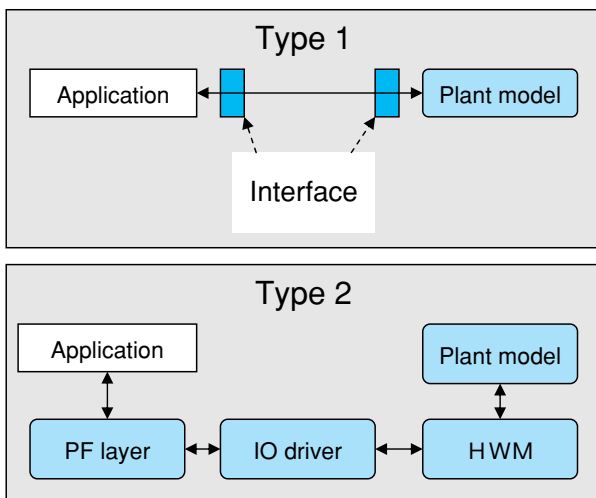 Type 1
Application
Plant model
Interface
Type 2
Application
Plant model
PF layer
IO driver
HWM